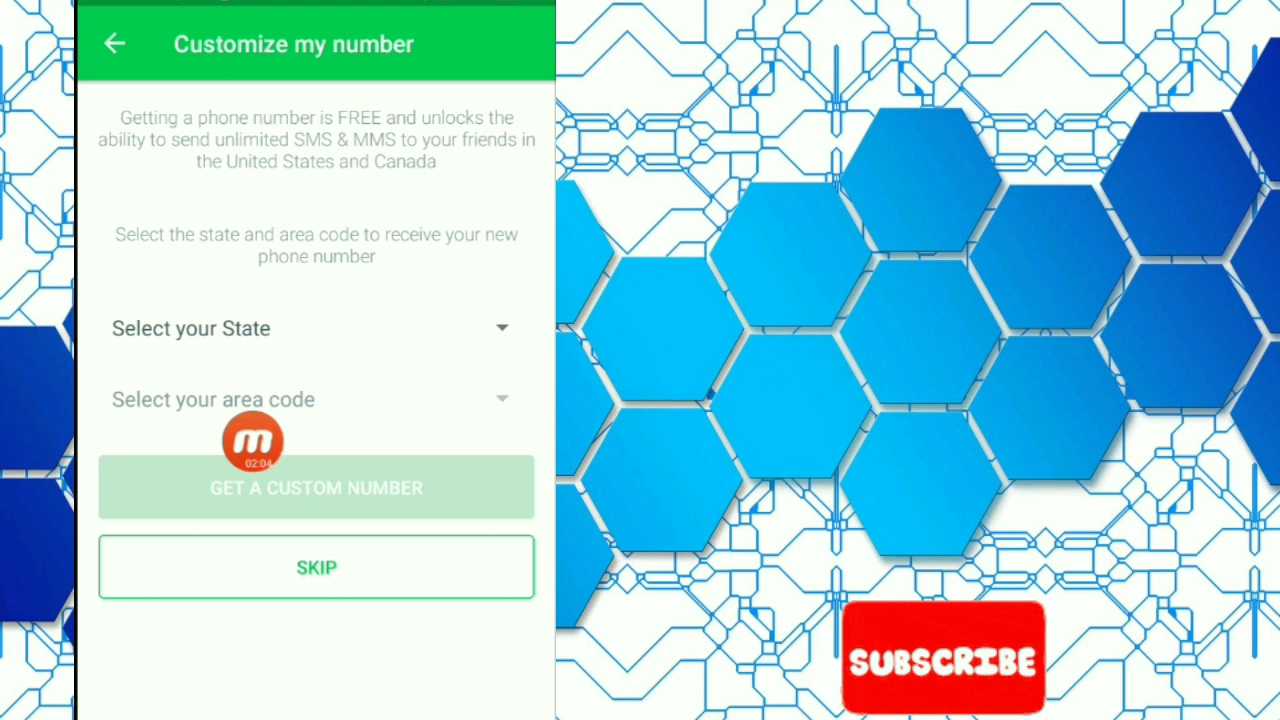 Customize my number
Getting a phone number is FREE and unlocks the
ability to send unlimited SMS & MMS to your friends in
the United States and Canada
Select the state and area code to receive your new
phone number
Select your State
Select your area code
m
02:04
GET A CUSTOM NUMBER
SKIP
SUBSCRIBE